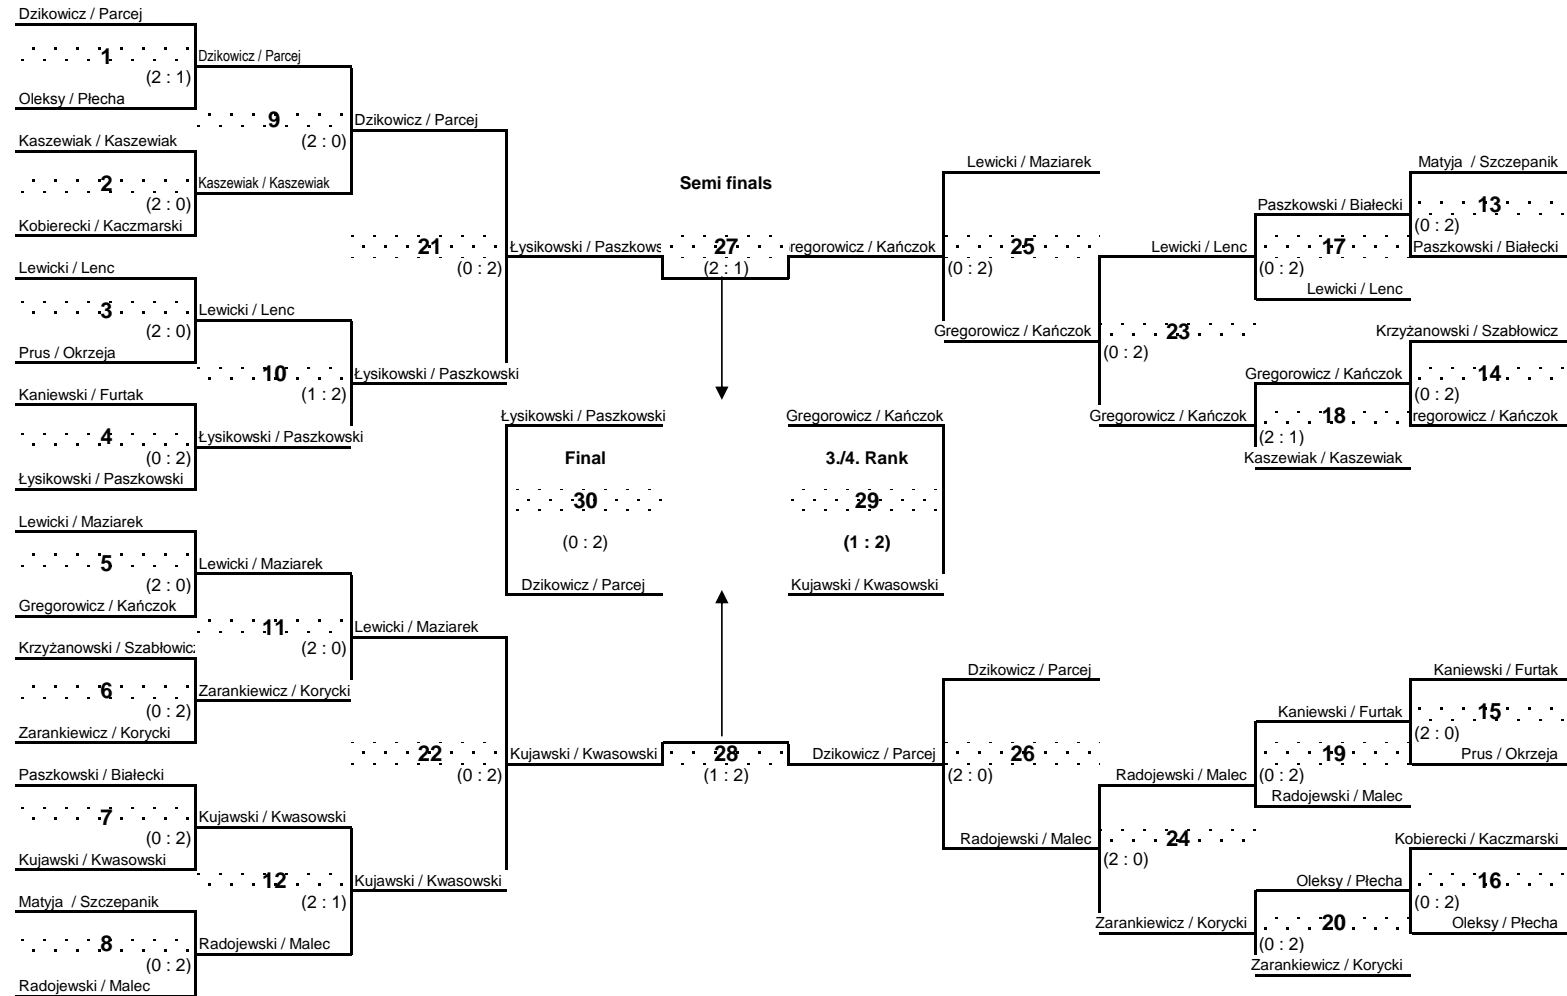 Dzikowicz / Parcej
1
Dzikowicz / Parcej
(2 : 1)
Oleksy / Płecha
9
Dzikowicz / Parcej
(2 : 0)
Kaszewiak / Kaszewiak
2
Kaszewiak / Kaszewiak
(2 : 0)
Kobierecki / Kaczmarski
21
Łysikowski / Paszkows
(0 : 2)
Lewicki / Lenc
3
Lewicki / Lenc
(2 : 0)
Prus / Okrzeja
10
Łysikowski / Paszkowski
(1 : 2)
Kaniewski / Furtak
4
Łysikowski / Paszkowski
(0 : 2)
Łysikowski / Paszkowski
Lewicki / Maziarek
5
Lewicki / Maziarek
(2 : 0)
Gregorowicz / Kańczok
11
Lewicki / Maziarek
(2 : 0)
Krzyżanowski / Szabłowic
6
Zarankiewicz / Korycki
(0 : 2)
Zarankiewicz / Korycki
22
Kujawski / Kwasowski
(0 : 2)
Paszkowski / Białecki
7
Kujawski / Kwasowski
(0 : 2)
Kujawski / Kwasowski
12
Kujawski / Kwasowski
(2 : 1)
Matyja / Szczepanik
8
Radojewski / Malec
(0 : 2)
Radojewski / Malec
Semi finals
27
(2 : 1)
regorowicz / Kańczok
Łysikowski / Paszkowski
Final
30
(0 : 2)
Dzikowicz / Parcej
Gregorowicz / Kańczok
3./4. Rank
29
(1 : 2)
Kujawski / Kwasowski
28
(1 : 2)
Dzikowicz / Parcej
Lewicki / Maziarek
25
(0 : 2)
Gregorowicz / Kańczok
Lewicki / Lenc
23
(0 : 2)
Gregorowicz / Kańczok
Paszkowski / Białecki
17
(0 : 2)
Lewicki / Lenc
Matyja / Szczepanik
13
(0 : 2)
Paszkowski / Białecki
Gregorowicz / Kańczok
18
(2 : 1)
Kaszewiak / Kaszewiak
Krzyżanowski / Szabłowicz
14
(0 : 2)
regorowicz / Kańczok
Dzikowicz / Parcej
26
(2 : 0)
Radojewski / Malec
Radojewski / Malec
24
(2 : 0)
Zarankiewicz / Korycki
Kaniewski / Furtak
19
(0 : 2)
Radojewski / Malec
Kaniewski / Furtak
15
(2 : 0)
Prus / Okrzeja
Oleksy / Płecha
20
(0 : 2)
Zarankiewicz / Korycki
Kobierecki / Kaczmarski
16
(0 : 2)
Oleksy / Płecha